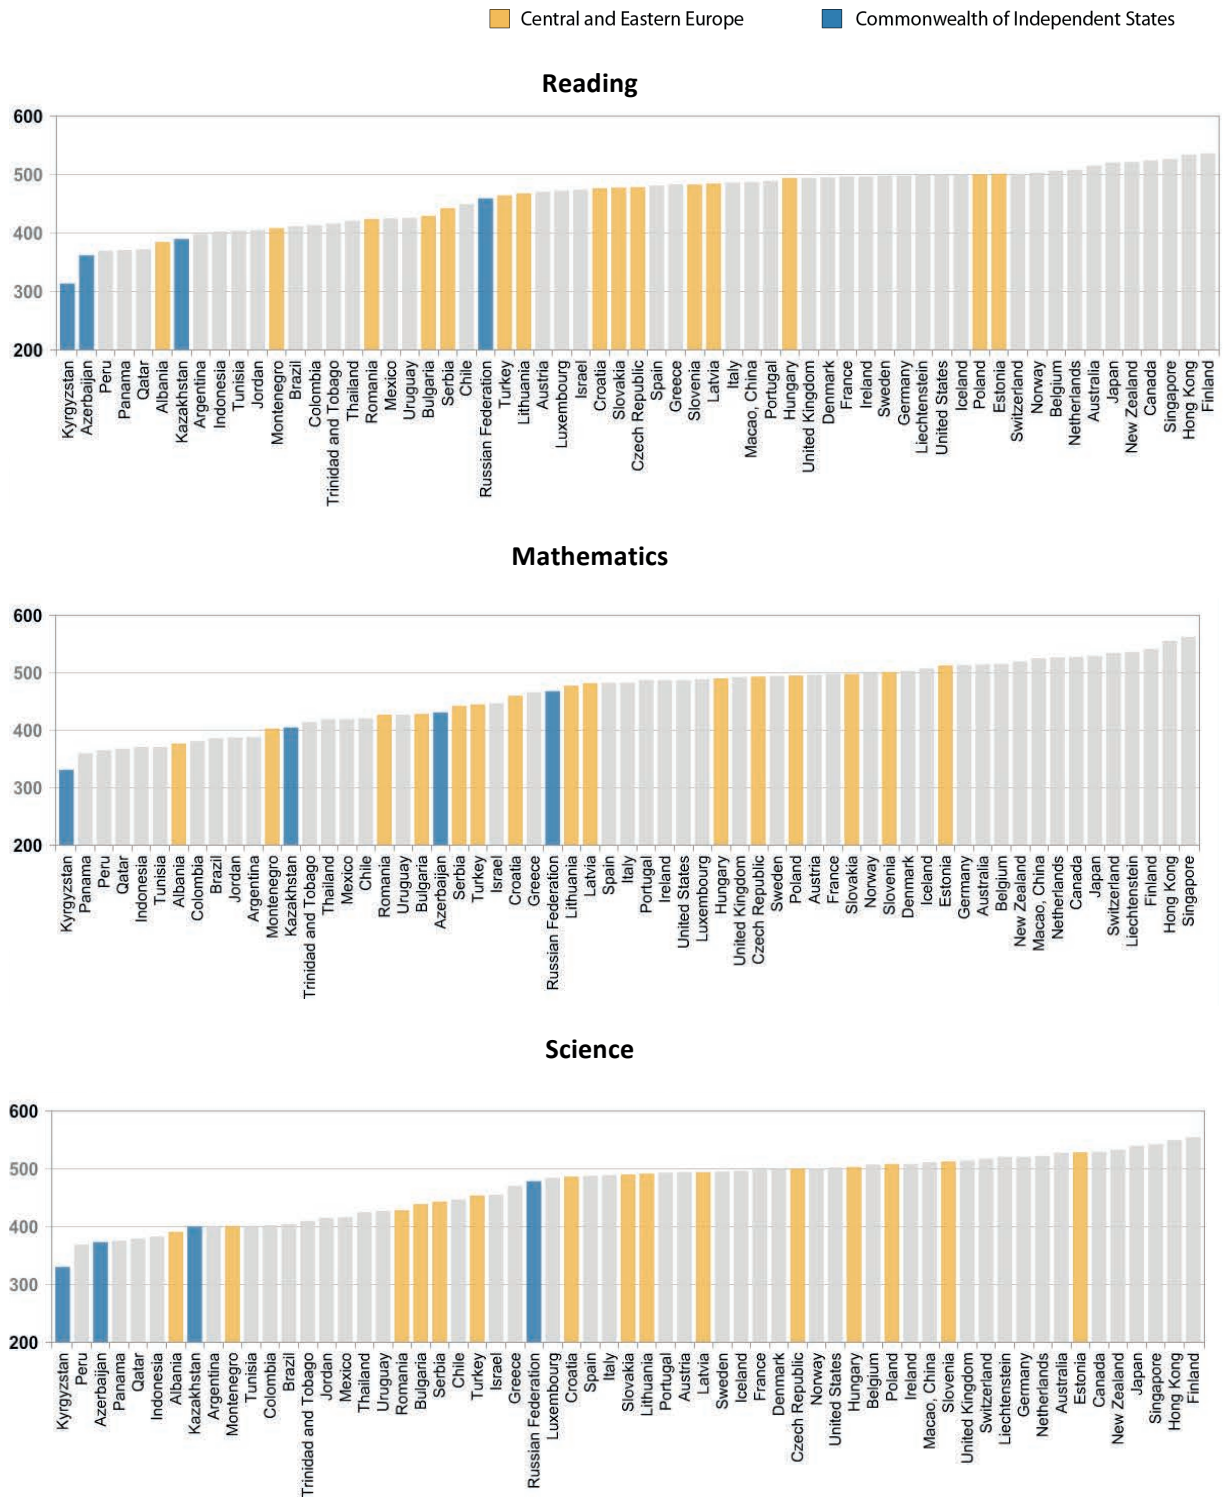 Central and Eastern Europe
Commonwealth of Independent States
Reading
600
500
400
300
200
Kyrgyzstan
Azerbaijan
Peru
Panama
Qatar
Albania
Kazakhstan
Argentina
Indonesia
Tunisia
Jordan
Montenegro
Brazil
Colombia
Trinidad and Tobago
Thailand
Romania
Mexico
Uruguay
Bulgaria
Serbia
Chile
Russian Federation
Turkey
Lithuania
Austria
Luxembourg
Israel
Croatia
Slovakia
Czech Republic
Spain
Greece
Slovenia
Latvia
Italy
Macao, China
Portugal
Hungary
United Kingdom
Denmark
France
Ireland
Sweden
Germany
Liechtenstein
United States
Iceland
Poland
Estonia
Switzerland
Norway
Belgium
Netherlands
Australia
Japan
New Zealand
Canada
Singapore
Hong Kong
Finland
Mathematics
600
500
400
300
200
Kyrgyzstan
Panama
Peru
Qatar
Indonesia
Tunisia
Albania
Colombia
Brazil
Jordan
Argentina
Montenegro
Kazakhstan
Trinidad and Tobago
Thailand
Mexico
Chile
Romania
Uruguay
Bulgaria
Azerbaijan
Serbia
Turkey
Israel
Croatia
Greece
Russian Federation
Lithuania
Latvia
Spain
Italy
Portugal
Ireland
United States
Luxembourg
Hungary
United Kingdom
Czech Republic
Sweden
Poland
Austria
France
Slovakia
Norway
Slovenia
Denmark
Iceland
Estonia
Germany
Australia
Belgium
New Zealand
Macao, China
Netherlands
Canada
Japan
Switzerland
Liechtenstein
Finland
Hong Kong
Singapore
Science
600
500
400
300
200
Kyrgyzstan
Peru
Azerbaijan
Panama
Qatar
Indonesia
Albania
Kazakhstan
Argentina
Montenegro
Tunisia
Colombia
Brazil
Trinidad and Tobago
Jordan
Mexico
Thailand
Uruguay
Romania
Bulgaria
Serbia
Chile
Turkey
Israel
Greece
Russian Federation
Luxembourg
Croatia
Spain
Italy
Slovakia
Lithuania
Portugal
Austria
Latvia
Sweden
Iceland
France
Denmark
Czech Republic
Norway
United States
Hungary
Belgium
Poland
Ireland
Macao, China
Slovenia
United Kingdom
Switzerland
Liechtenstein
Germany
Netherlands
Australia
Estonia
Canada
New Zealand
Japan
Singapore
Hong Kong
Finland